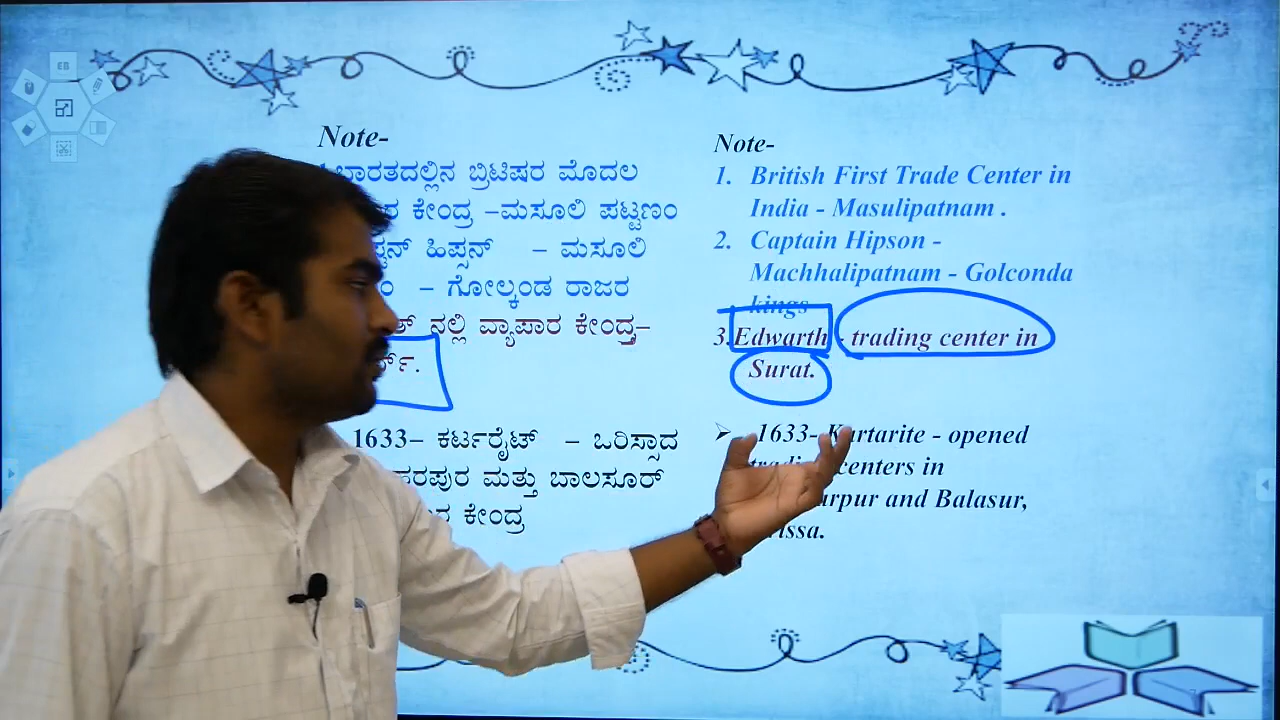 EB
Note-
ಭಾರತದಲ್ಲಿನ ಬ್ರಿಟಿಷರ ಮೊದಲ
ಕೇಂದ್ರ –ಮಸೂಲಿ ಪಟ್ಟಣಂ
ಹಿಪ್ಸನ್ – ಮಸೂಲಿ
– ಗೋಲ್ಕಂಡ ರಾಜರ
ನಲ್ಲಿ ವ್ಯಾಪಾರ ಕೇಂದ್ರ–
1633– ಕರ್ಟರೈಟ್ – ಒರಿಸ್ಸಾದ
ಮತ್ತು ಬಾಲಸೂರ್
ಕೇಂದ್ರ
Note-
1. British First Trade Center in
India - Masulipatnam .
2. Captain Hipson -
Machhalipatnam - Golconda
kings
3.Edwarth - trading center in
Surat.
➢ 1633- Kartarite - opened
centers in
and Balasur,